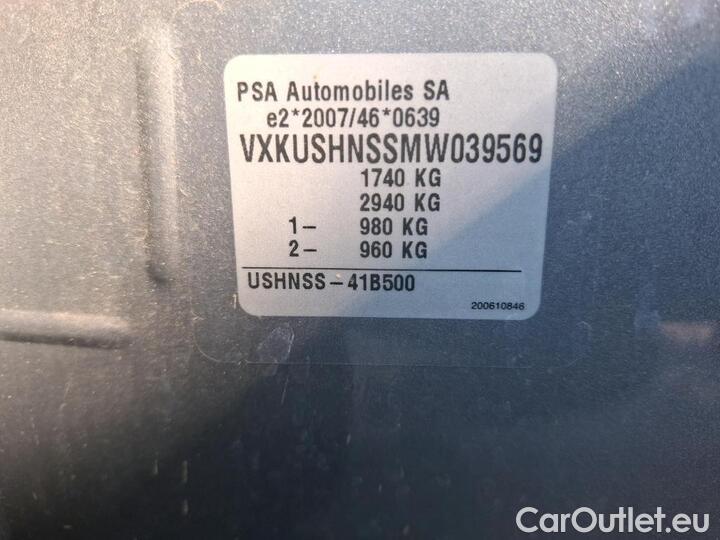 PSA Automobiles SA
e2*2007/46*0639
VXKUSHNSSMW039569
1740 KG
2940 KG
1- 980 KG
2- 960 KG
USHNSS-41B500
200610846
CarOutlet.eu